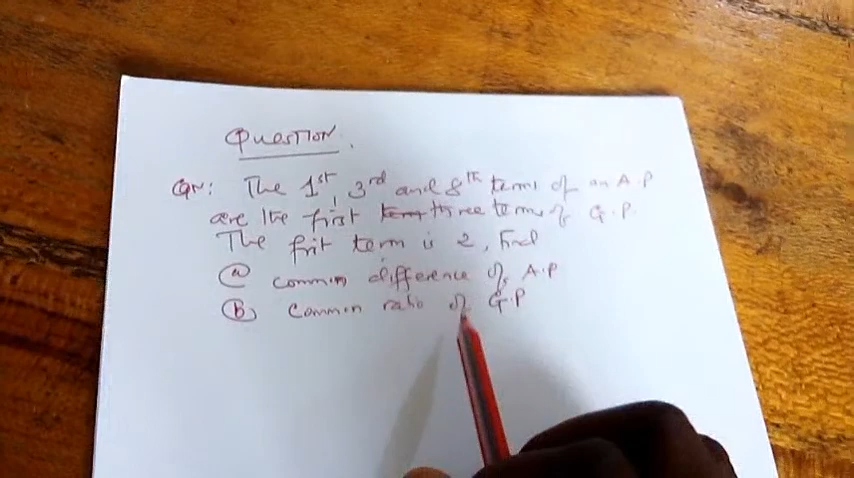 QUESTION.
QN: The 1st, 3rd and 8th terms of an A.P
are the first three terms of G.P.
The frit term is 2, find
(a) common difference of A.P
(b) common ratio of G.P